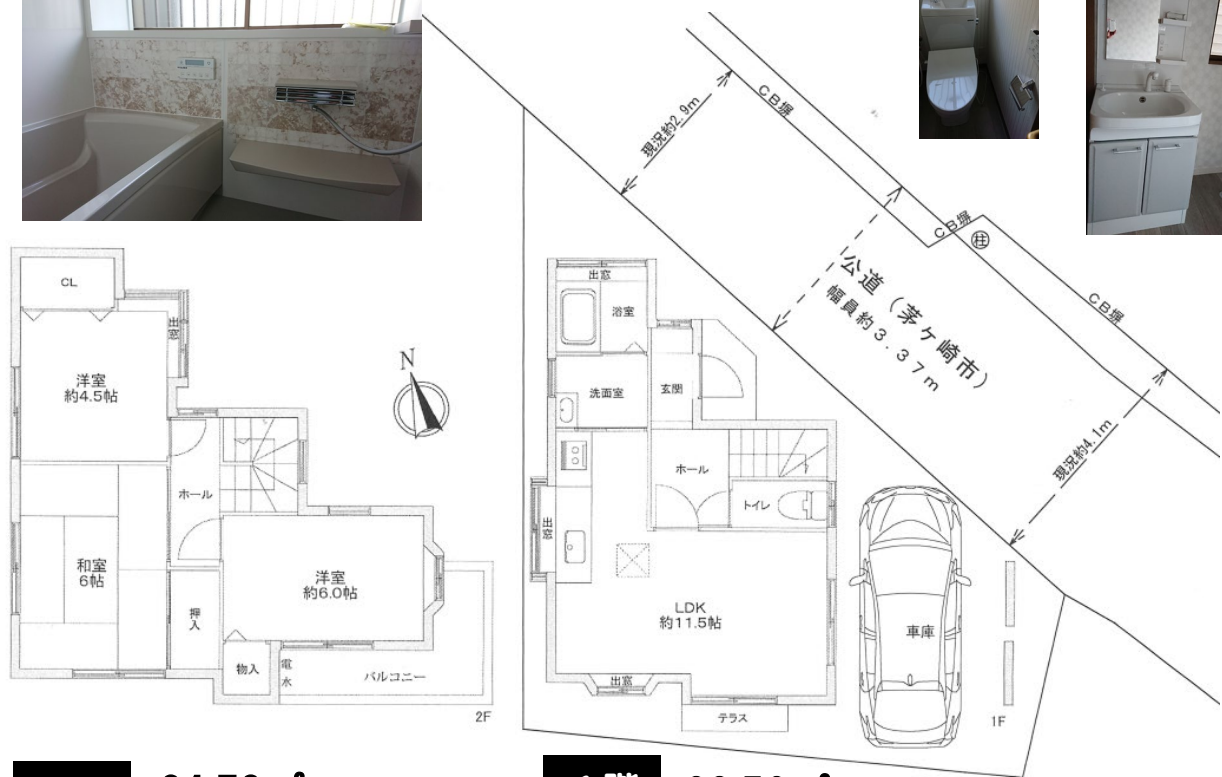 現況約2.9m
CB塀
CB塀
柱
CB塀
公道（茅ヶ崎市）
幅員約3.37m
現況約4.1m
CL
出窓
洋室
約4.5帖
N
ホール
和室
6帖
押入
洋室
約6.0帖
物入
電
水
バルコニー
2F
出窓
浴室
洗面室
玄関
ホール
トイレ
出窓
LDK
約11.5帖
車庫
出窓
テラス
1F